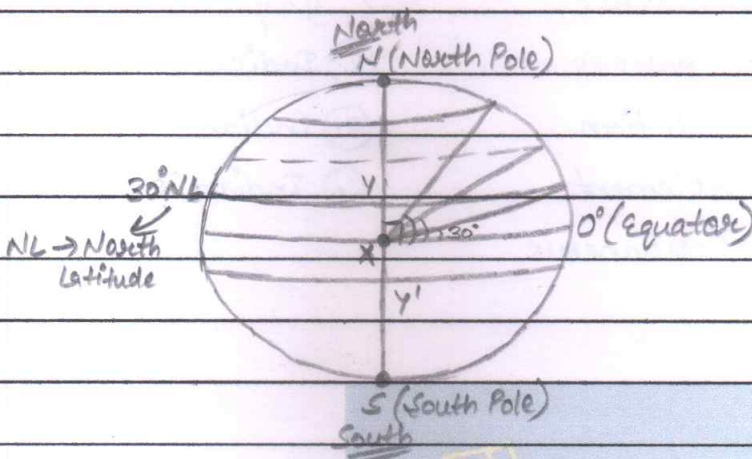 North
N (North Pole)
Y
30° NL
30°
0° (Equator)
NL → North
Latitude
X
Y'
S (South Pole)
South